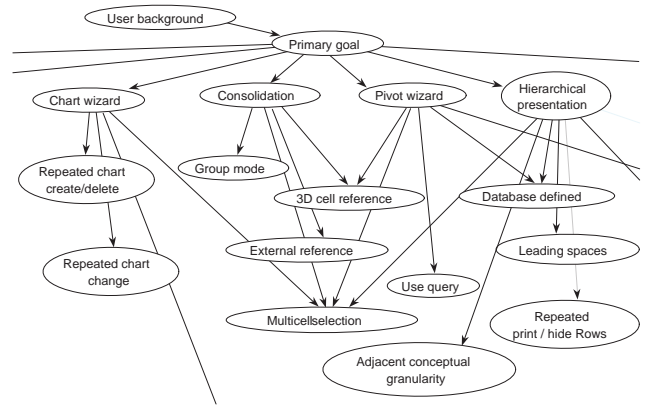 User background
Primary goal
Chart wizard
Consolidation
Pivot wizard
Hierarchical
presentation
Repeated chart
create/delete
Group mode
3D cell reference
Database defined
Repeated chart
change
External reference
Leading spaces
Use query
Multicellselection
Repeated
print / hide Rows
Adjacent conceptual
granularity